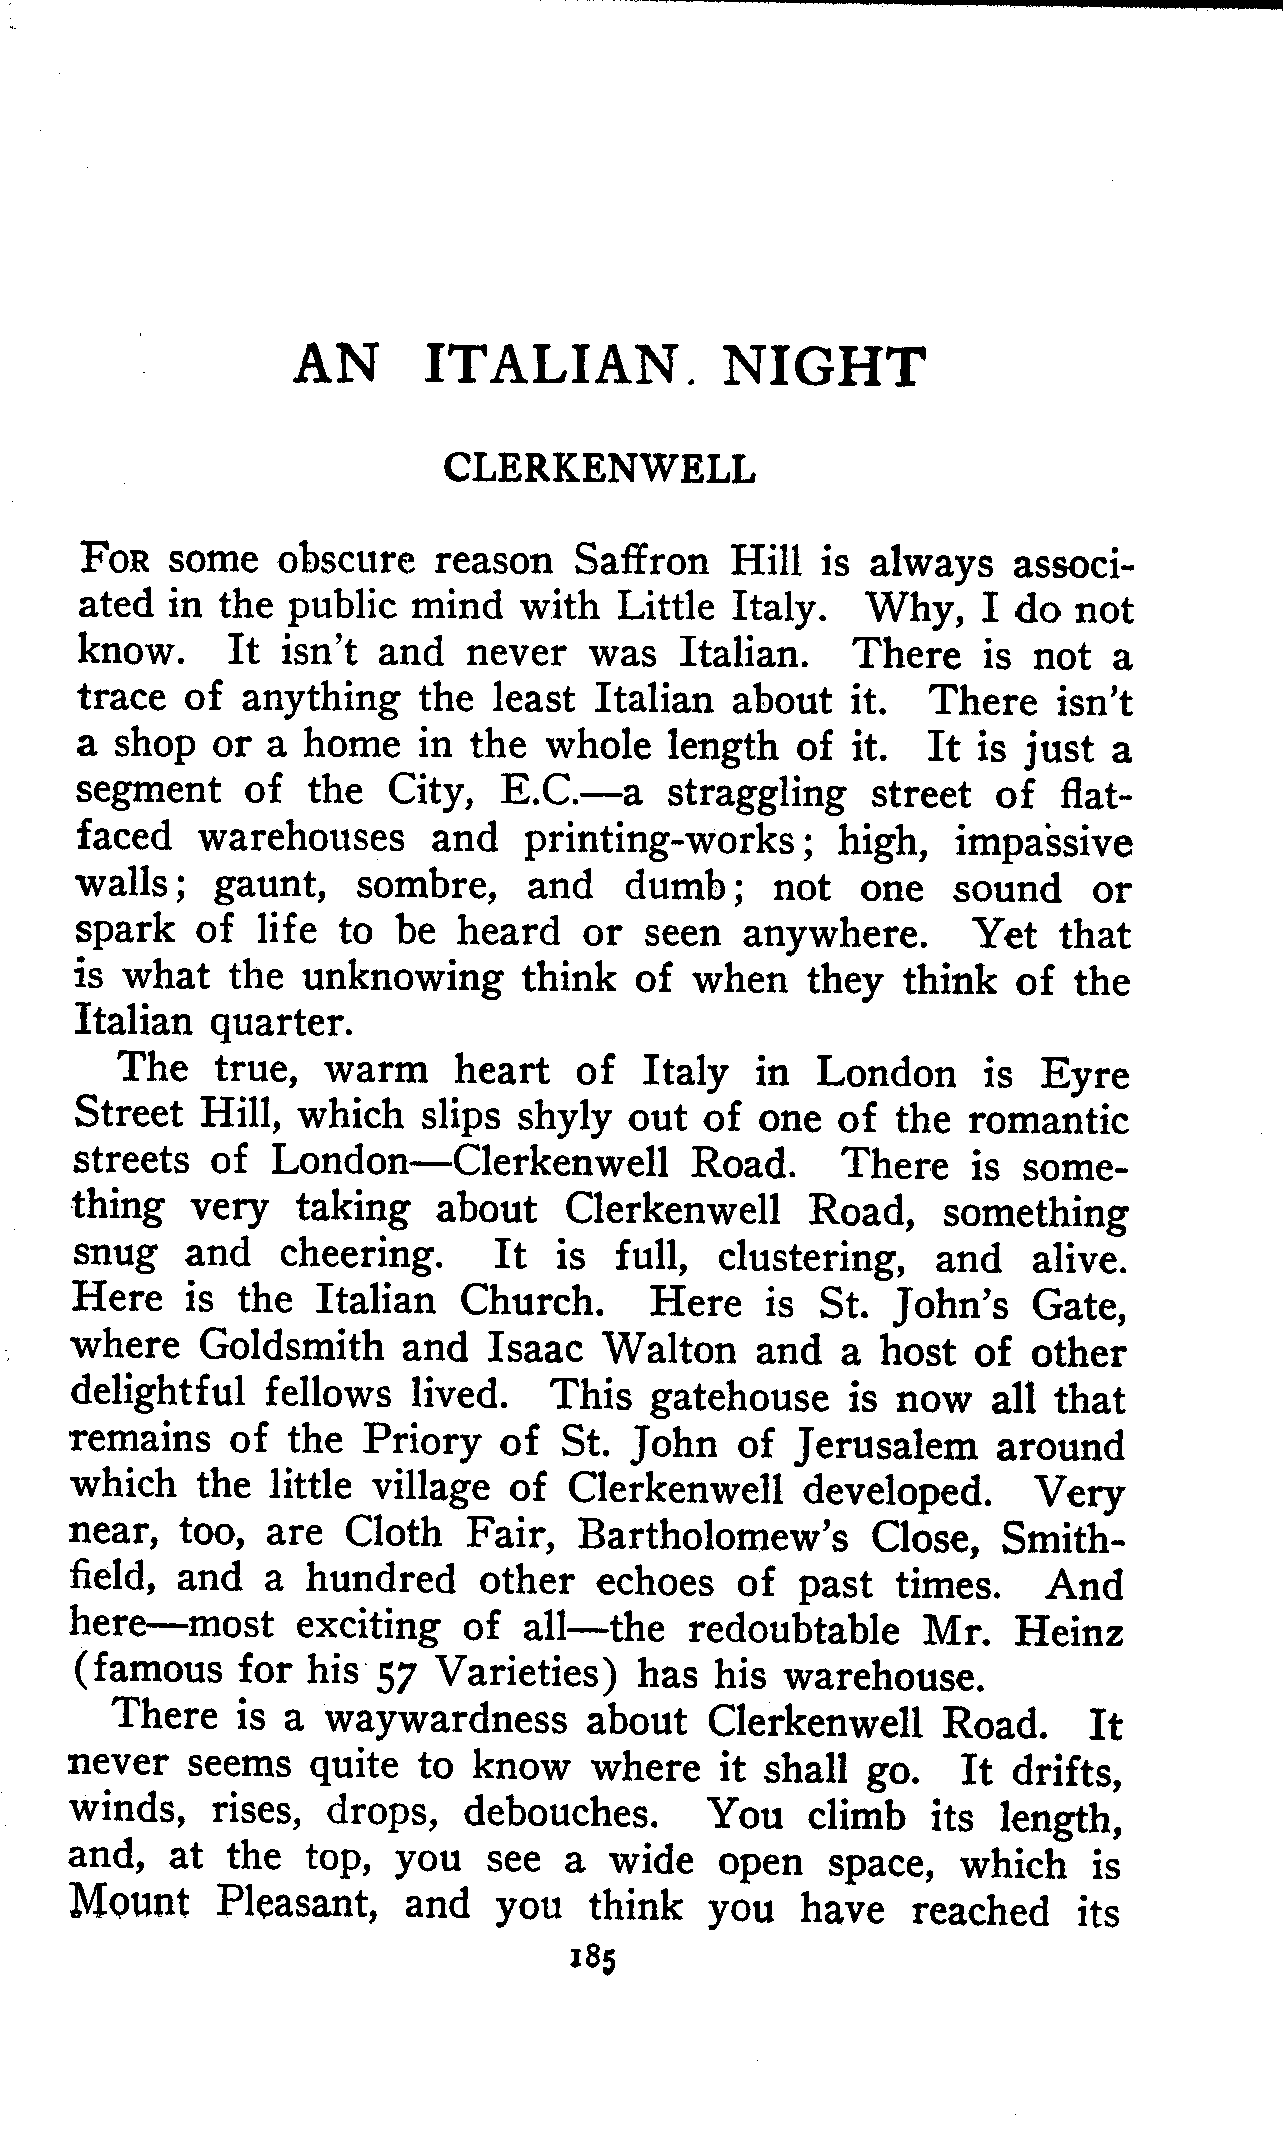 AN ITALIAN. NIGHT
CLERKENWELL
FOR some obscure reason Saffron Hill is always associ-
ated in the public mind with Little Italy. Why, I do not
know. It isn't and never was Italian. There is not a
trace of anything the least Italian about it. There isn't
a shop or a home in the whole length of it. It is just a
segment of the City, E.C.—a straggling street of flat-
faced warehouses and printing-works; high, impassive
walls; gaunt, sombre, and dumb; not one sound or
spark of life to be heard or seen anywhere. Yet that
is what the unknowing think of when they think of the
Italian quarter.
The true, warm heart of Italy in London is Eyre
Street Hill, which slips shyly out of one of the romantic
streets of London—Clerkenwell Road. There is some-
thing very taking about Clerkenwell Road, something
snug and cheering. It is full, clustering, and alive.
Here is the Italian Church. Here is St. John's Gate,
where Goldsmith and Isaac Walton and a host of other
delightful fellows lived. This gatehouse is now all that
remains of the Priory of St. John of Jerusalem around
which the little village of Clerkenwell developed. Very
near, too, are Cloth Fair, Bartholomew's Close, Smith-
field, and a hundred other echoes of past times. And
here—most exciting of all—the redoubtable Mr. Heinz
(famous for his 57 Varieties) has his warehouse.
There is a waywardness about Clerkenwell Road. It
never seems quite to know where it shall go. It drifts,
winds, rises, drops, debouches. You climb its length,
and, at the top, you see a wide open space, which is
Mount Pleasant, and you think you have reached its
185